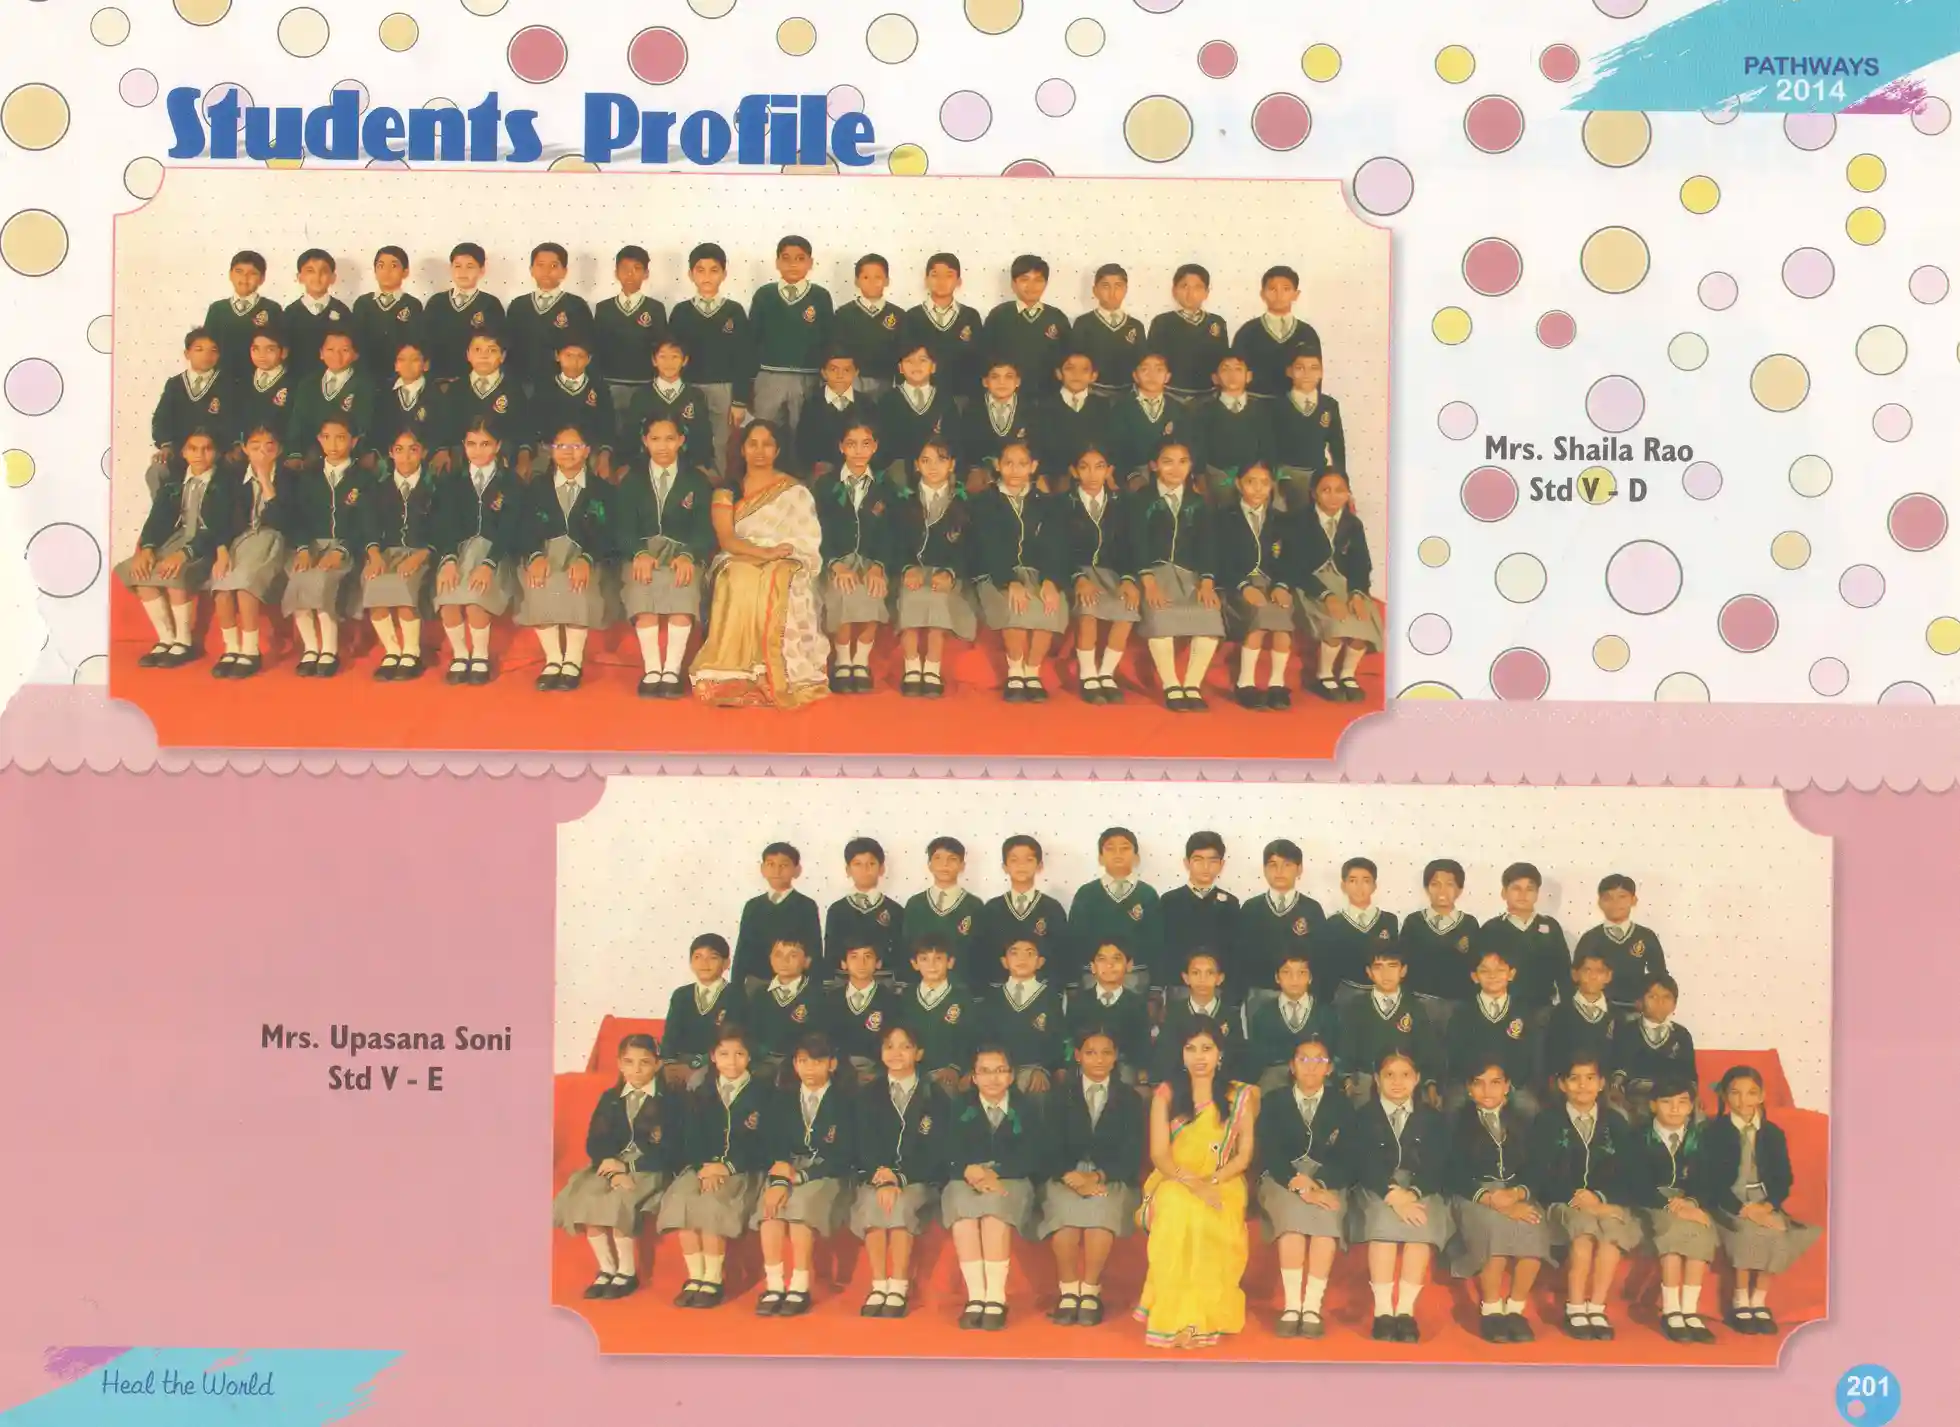 PATHWAYS
2014
Students Profile
Mrs. Shaila Rao
Std V - D
Mrs. Upasana Soni
Std V - E
Heal the World
201